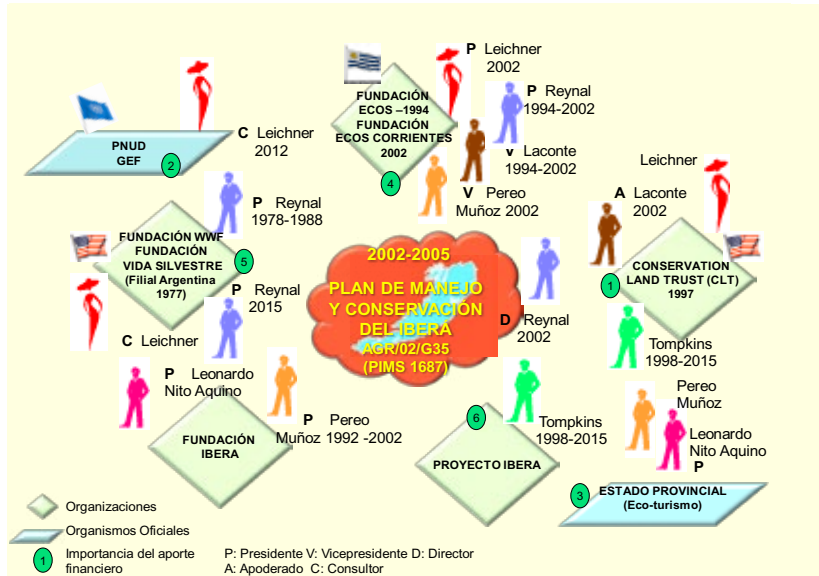 P Leichner
2002
FUNDACIÓN
ECOS –1994
FUNDACIÓN
ECOS CORRIENTES
2002
P Reynal
1994-2002
V Laconte
1994-2002
4
V Pereo
Muñoz 2002
PNUD
GEF
2
C Leichner
2012
Leichner
A Laconte
2002
CONSERVATION
LAND TRUST (CLT)
1997
1
Tompkins
1998-2015
P Reynal
1978-1988
FUNDACIÓN WWF
FUNDACIÓN
VIDA SILVESTRE
(Filial Argentina
1977)
5
P Reynal
2015
C Leichner
2002-2005
PLAN DE MANEJO
Y CONSERVACIÓN
DEL IBERÁ
AGR/02/G35
(PIMS 1687)
D Reynal
2002
P Leonardo
Nito Aquino
P Pereo
Muñoz 1992 -2002
FUNDACIÓN
IBERA
6
Tompkins
1998-2015
PROYECTO IBERA
Pereo
Muñoz
Leonardo
Nito Aquino
P
3
ESTADO PROVINCIAL
(Eco-turismo)
Organizaciones
Organismos Oficiales
1
Importancia del aporte
financiero
P: Presidente V: Vicepresidente D: Director
A: Apoderado C: Consultor